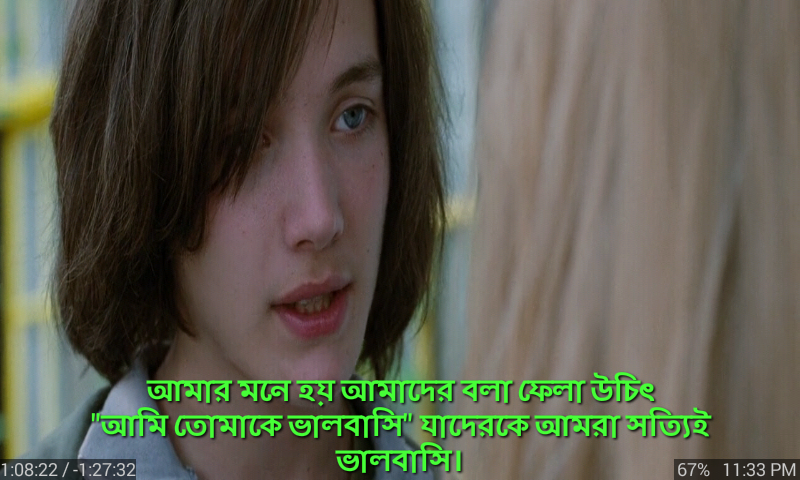 আমার মনে হয় আমাদের বলা ফেলা উচিৎ
"আমি তোমাকে ভালবাসি" যাদেরকে আমরা সত্যিই
ভালবাসি।
1:08:22 / -1:27:32
67% 11:33 PM